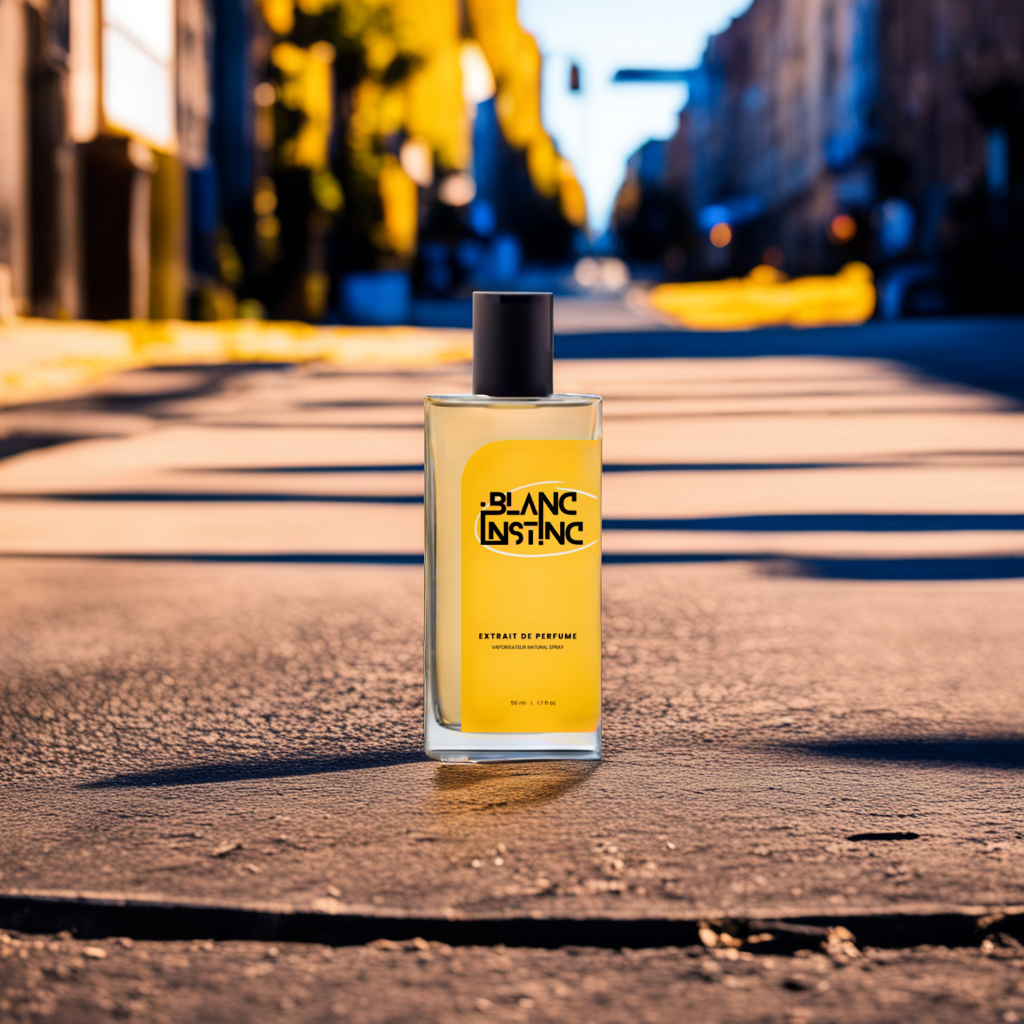 BLANC
INSTINC
EXTRAIT DE PERFUME
VAPORISATEUR NATURAL SPRAY
50 ml | 1.7 fl oz